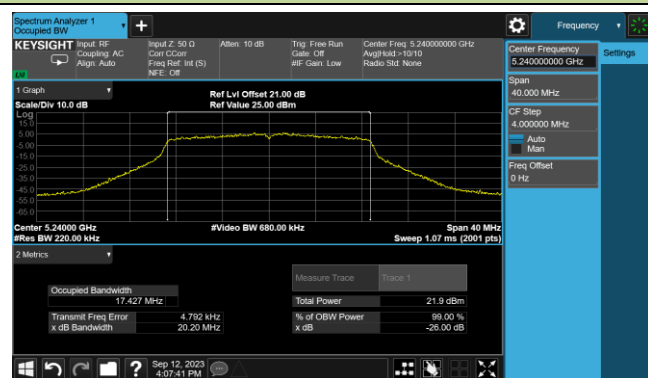 Spectrum Analyzer 1
Occupied BW
Frequency
KEYSIGHT
Input: RF
Coupling: AC
Align: Auto
Input Z: 50 Ω
Corr CCorr
Freq Ref: Int (S)
NFE: Off
Atten: 10 dB
Trig: Free Run
Gate: Off
#IF Gain: Low
Center Freq: 5.240000000 GHz
Avg|Hold:>10/10
Radio Std: None
LVI
Center Frequency
5.240000000 GHz
Settings
Span
40.000 MHz
CF Step
4.000000 MHz
Auto
Man
Freq Offset
0 Hz
1 Graph
Scale/Div 10.0 dB
Ref Lvl Offset 21.00 dB
Ref Value 25.00 dBm
Log
15.0
5.00
-5.00
-15.0
-25.0
-35.0
-45.0
-55.0
-65.0
Center 5.24000 GHz
#Res BW 220.00 kHz
#Video BW 680.00 kHz
Span 40 MHz
Sweep 1.07 ms (2001 pts)
2 Metrics
Measure Trace
Trace 1
Occupied Bandwidth
17.427 MHz
Total Power
21.9 dBm
Transmit Freq Error
4.792 kHz
% of OBW Power
99.00 %
x dB Bandwidth
20.20 MHz
x dB
-26.00 dB
?
Sep 12, 2023
4:07:41 PM